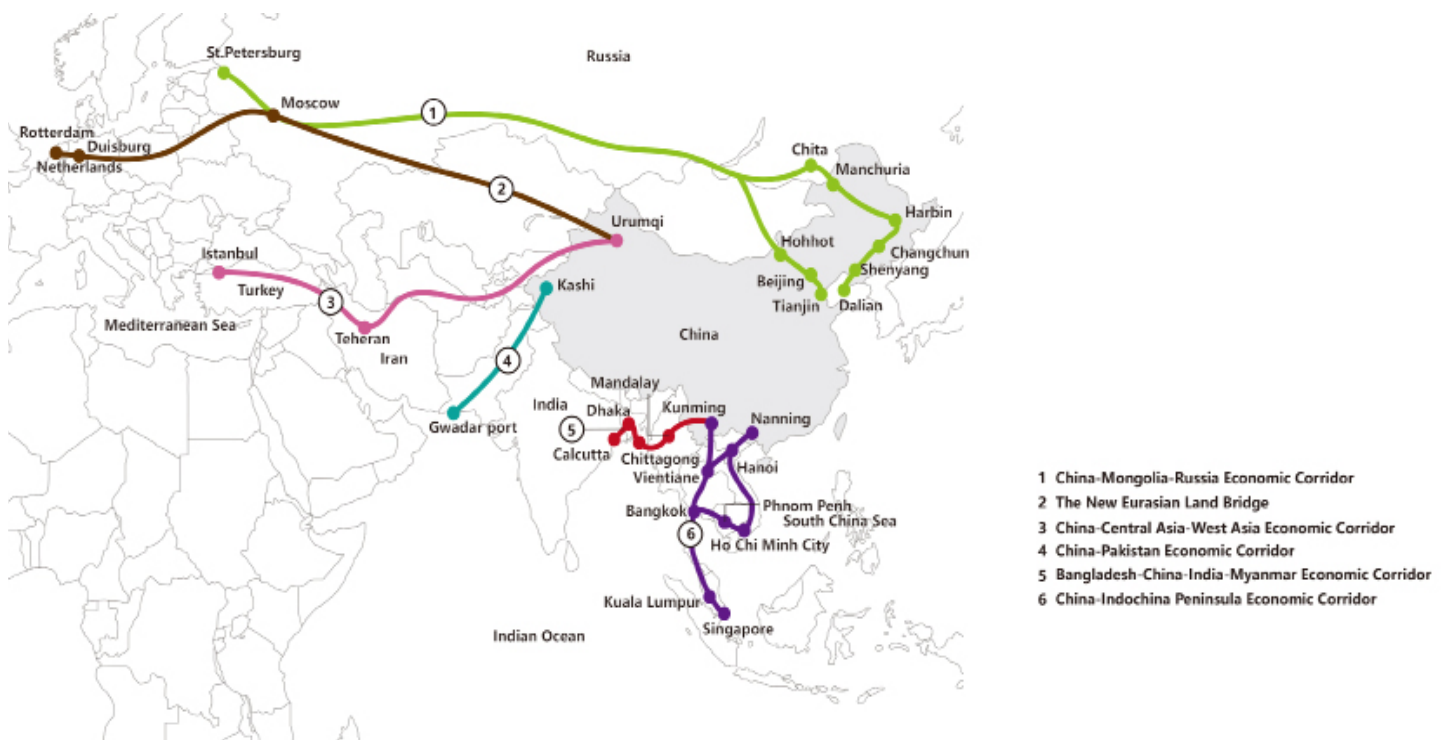 St.Petersburg
Russia
Moscow
1
Rotterdam
Duisburg
Netherlands
Chita
Manchuria
2
Urumqi
Harbin
Hohhot
Changchun
Istanbul
Shenyang
Turkey
Kashi
Beijing
3
Tianjin
Dalian
Mediterranean Sea
Teheran
China
Iran
4
Mandalay
India
Dhaka
Kunming
Nanning
Gwadar port
5
Calcutta
Chittagong
Hanoi
Vientiane
Bangkok
Phnom Penh
South China Sea
6
Ho Chi Minh City
Kuala Lumpur
Singapore
Indian Ocean
1 China-Mongolia-Russia Economic Corridor
2 The New Eurasian Land Bridge
3 China-Central Asia-West Asia Economic Corridor
4 China-Pakistan Economic Corridor
5 Bangladesh-China-India-Myanmar Economic Corridor
6 China-Indochina Peninsula Economic Corridor